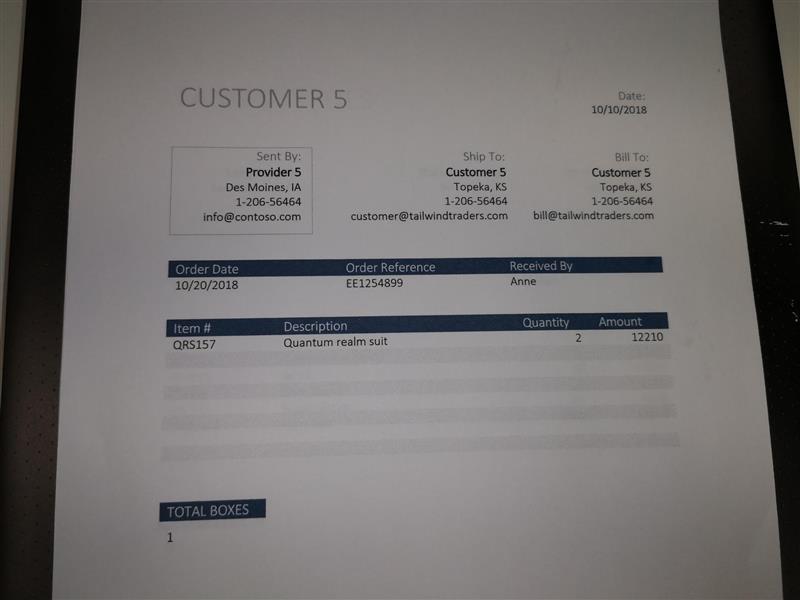 CUSTOMER 5
Date:
10/10/2018
Sent By:
Provider 5
Des Moines, IA
1-206-56464
info@contoso.com
Ship To:
Customer 5
Topeka, KS
1-206-56464
customer@tailwindtraders.com
Bill To:
Customer 5
Topeka, KS
1-206-56464
bill@tailwindtraders.com
Order Date Order Reference Received By
10/20/2018 EE1254899 Anne
Item # Description Quantity Amount
QRS157 Quantum realm suit 2 12210
TOTAL BOXES
1